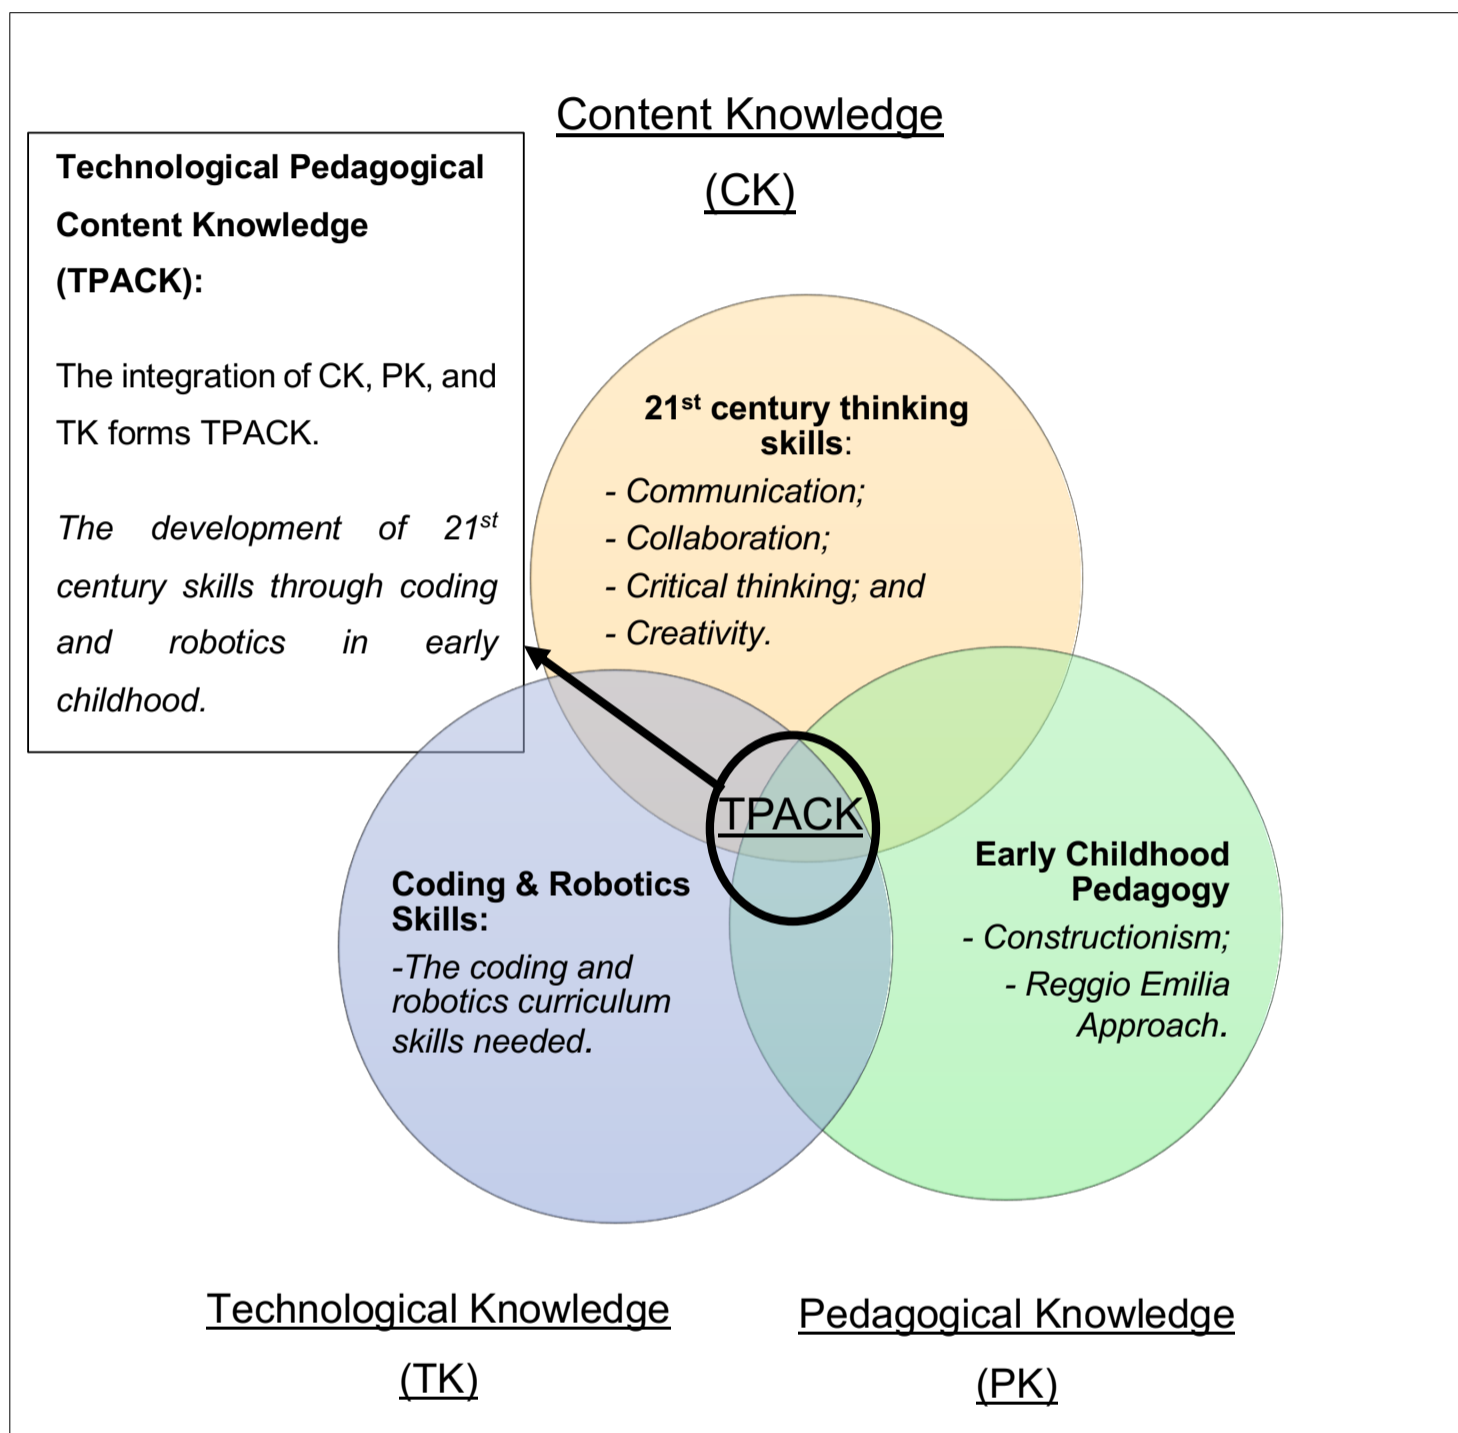 Content Knowledge
(CK)
Technological Pedagogical
Content Knowledge
(TPACK):
The integration of CK, PK, and
TK forms TPACK.
The development of 21st
century skills through coding
and robotics in early
childhood.
21st century thinking
skills:
- Communication;
- Collaboration;
- Critical thinking; and
- Creativity.
TPACK
Coding & Robotics
Skills:
-The coding and
robotics curriculum
skills needed.
Early Childhood
Pedagogy
- Constructionism;
- Reggio Emilia
Approach.
Technological Knowledge
(TK)
Pedagogical Knowledge
(PK)